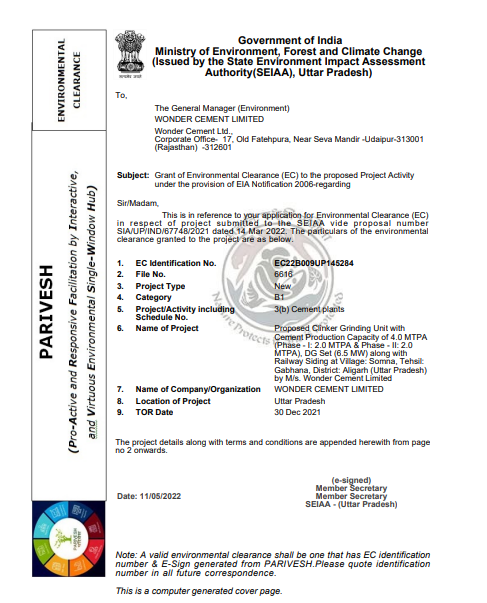 ENVIRONMENTAL
CLEARANCE
PARIVESH
(Pro-Active and Responsive Facilitation by Interactive,
and Virtuous Environmental Single-Window Hub)
Government of India
Ministry of Environment, Forest and Climate Change
(Issued by the State Environment Impact Assessment
Authority(SEIAA), Uttar Pradesh)
To,
The General Manager (Environment)
WONDER CEMENT LIMITED
Wonder Cement Ltd.,
Corporate Office- 17, Old Fatehpura, Near Seva Mandir -Udaipur-313001
(Rajasthan) -312601
Subject: Grant of Environmental Clearance (EC) to the proposed Project Activity
under the provision of EIA Notification 2006-regarding
Sir/Madam,
This is in reference to your application for Environmental Clearance (EC)
in respect of project submitted to the SEIAA vide proposal number
SIA/UP/IND/67748/2021 dated 14 Mar 2022. The particulars of the environmental
clearance granted to the project are as below.
1. EC Identification No. EC22B009UP145284
2. File No. 6616
3. Project Type New
4. Category B1
5. Project/Activity including 3(b) Cement plants
Schedule No.
6. Name of Project Proposed Clinker Grinding Unit with
Cement Production Capacity of 4.0 MTPA
(Phase - I: 2.0 MTPA & Phase - II: 2.0
MTPA), DG Set (6.5 MW) along with
Railway Siding at Village: Somna, Tehsil:
Gabhana, District: Aligarh (Uttar Pradesh)
by M/s. Wonder Cement Limited
7. Name of Company/Organization WONDER CEMENT LIMITED
8. Location of Project Uttar Pradesh
9. TOR Date 30 Dec 2021
The project details along with terms and conditions are appended herewith from page
no 2 onwards.
(e-signed)
Member Secretary
Date: 11/05/2022 Member Secretary
SEIAA - (Uttar Pradesh)
Note: A valid environmental clearance shall be one that has EC identification
number & E-Sign generated from PARIVESH.Please quote identification
number in all future correspondence.
This is a computer generated cover page.